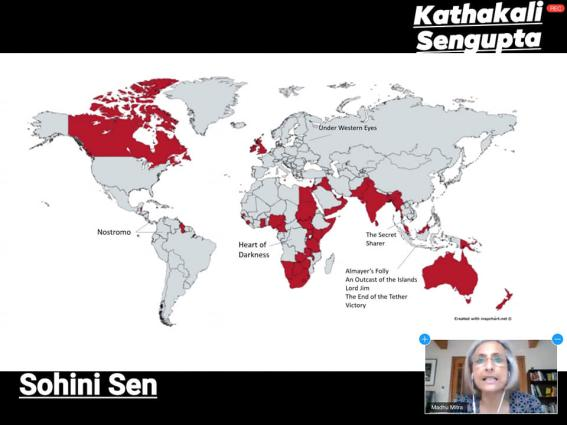 Kathakali
Sengupta
REC
Under Western Eyes
Nostromo
Heart of
Darkness
The Secret
Sharer
Almayer's Folly
An Outcast of the Islands
Lord Jim
The End of the Tether
Victory
Created with mapchart.net ©
Sohini Sen
Madhu Mitra